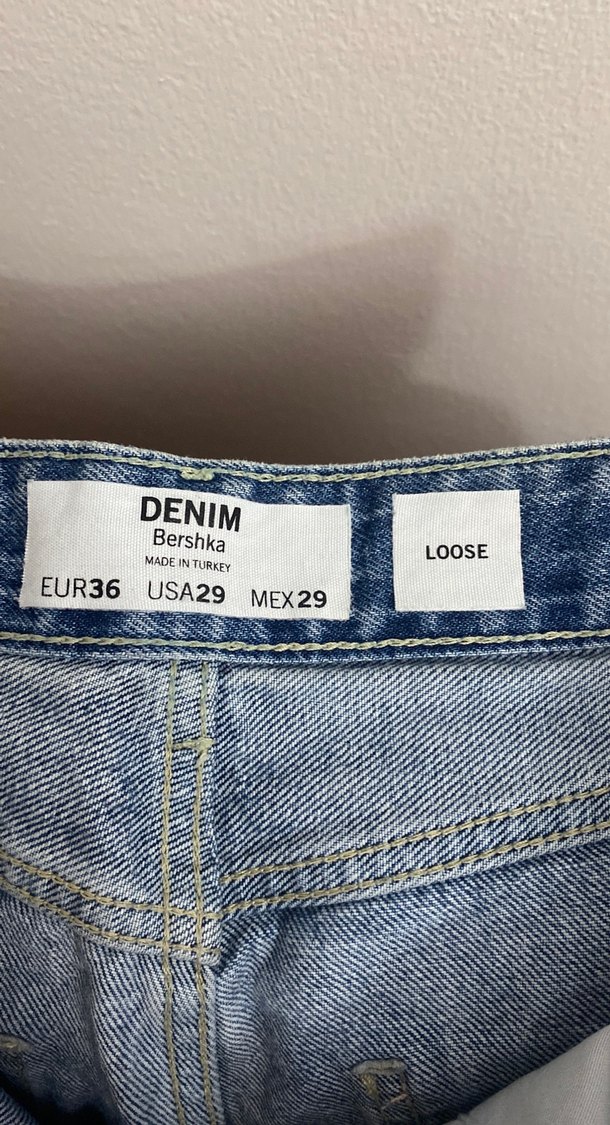 DENIM
Bershka
MADE IN TURKEY
EUR36 USA29 MEX29
LOOSE